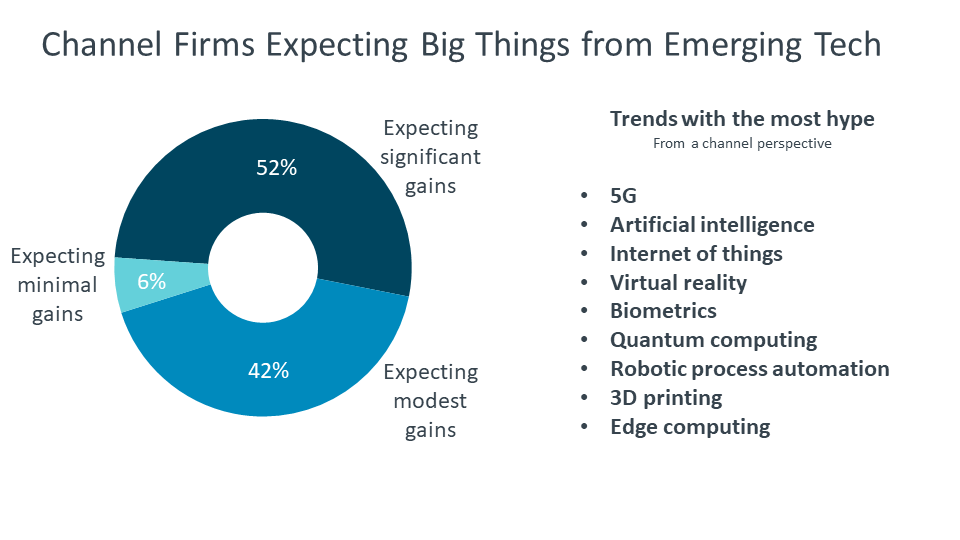 Channel Firms Expecting Big Things from Emerging Tech
Expecting
significant
gains
52%
Expecting
minimal
gains
6%
42%
Expecting
modest
gains
Trends with the most hype
From a channel perspective
• 5G
• Artificial intelligence
• Internet of things
• Virtual reality
• Biometrics
• Quantum computing
• Robotic process automation
• 3D printing
• Edge computing